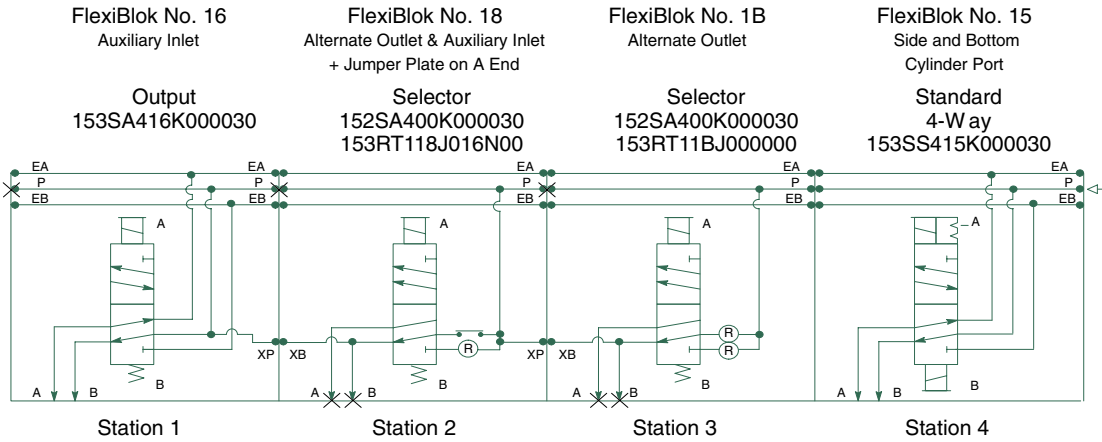 FlexiBlok No. 16
Auxiliary Inlet
Output
153SA416K000030
FlexiBlok No. 18
Alternate Outlet & Auxiliary Inlet
+ Jumper Plate on A End
Selector
152SA400K000030
153RT118J016N00
FlexiBlok No. 1B
Alternate Outlet
Selector
152SA400K000030
153RT11BJ000000
FlexiBlok No. 15
Side and Bottom
Cylinder Port
Standard
4-Way
153SS415K000030
EA
EA
EA
EA
EA
P
P
P
P
P
EB
EB
EB
EB
EB
A
A
A
A
R
R
R
XP
XB
XP
XB
B
B
B
B
A
B
A
B
A
B
A
B
Station 1
Station 2
Station 3
Station 4